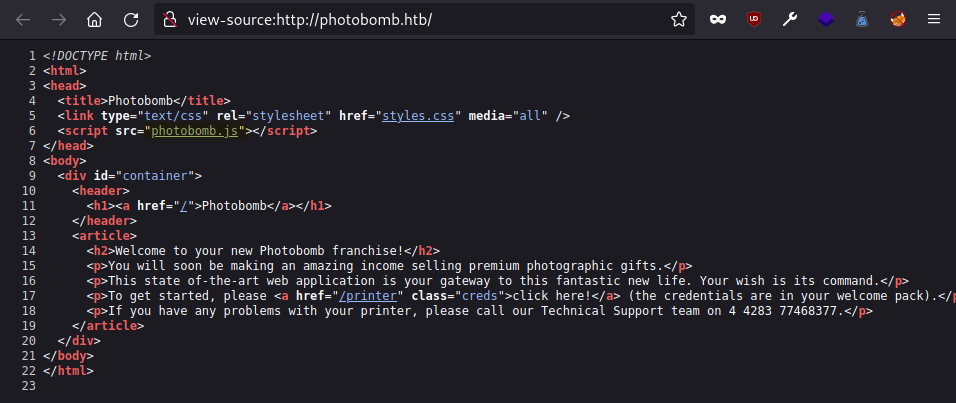 view-source:http://photobomb.htb/
1 <!DOCTYPE html>
2 <html>
3 <head>
4   <title>Photobomb</title>
5   <link type="text/css" rel="stylesheet" href="styles.css" media="all" />
6   <script src="photobomb.js"></script>
7 </head>
8 <body>
9   <div id="container">
10     <header>
11       <h1><a href="/">Photobomb</a></h1>
12     </header>
13     <article>
14       <h2>Welcome to your new Photobomb franchise!</h2>
15       <p>You will soon be making an amazing income selling premium photographic gifts.</p>
16       <p>This state of-the-art web application is your gateway to this fantastic new life. Your wish is its command.</p>
17       <p>To get started, please <a href="/printer" class="creds">click here!</a> (the credentials are in your welcome pack).</p
18       <p>If you have any problems with your printer, please call our Technical Support team on 4 4283 77468377.</p>
19     </article>
20   </div>
21 </body>
22 </html>
23